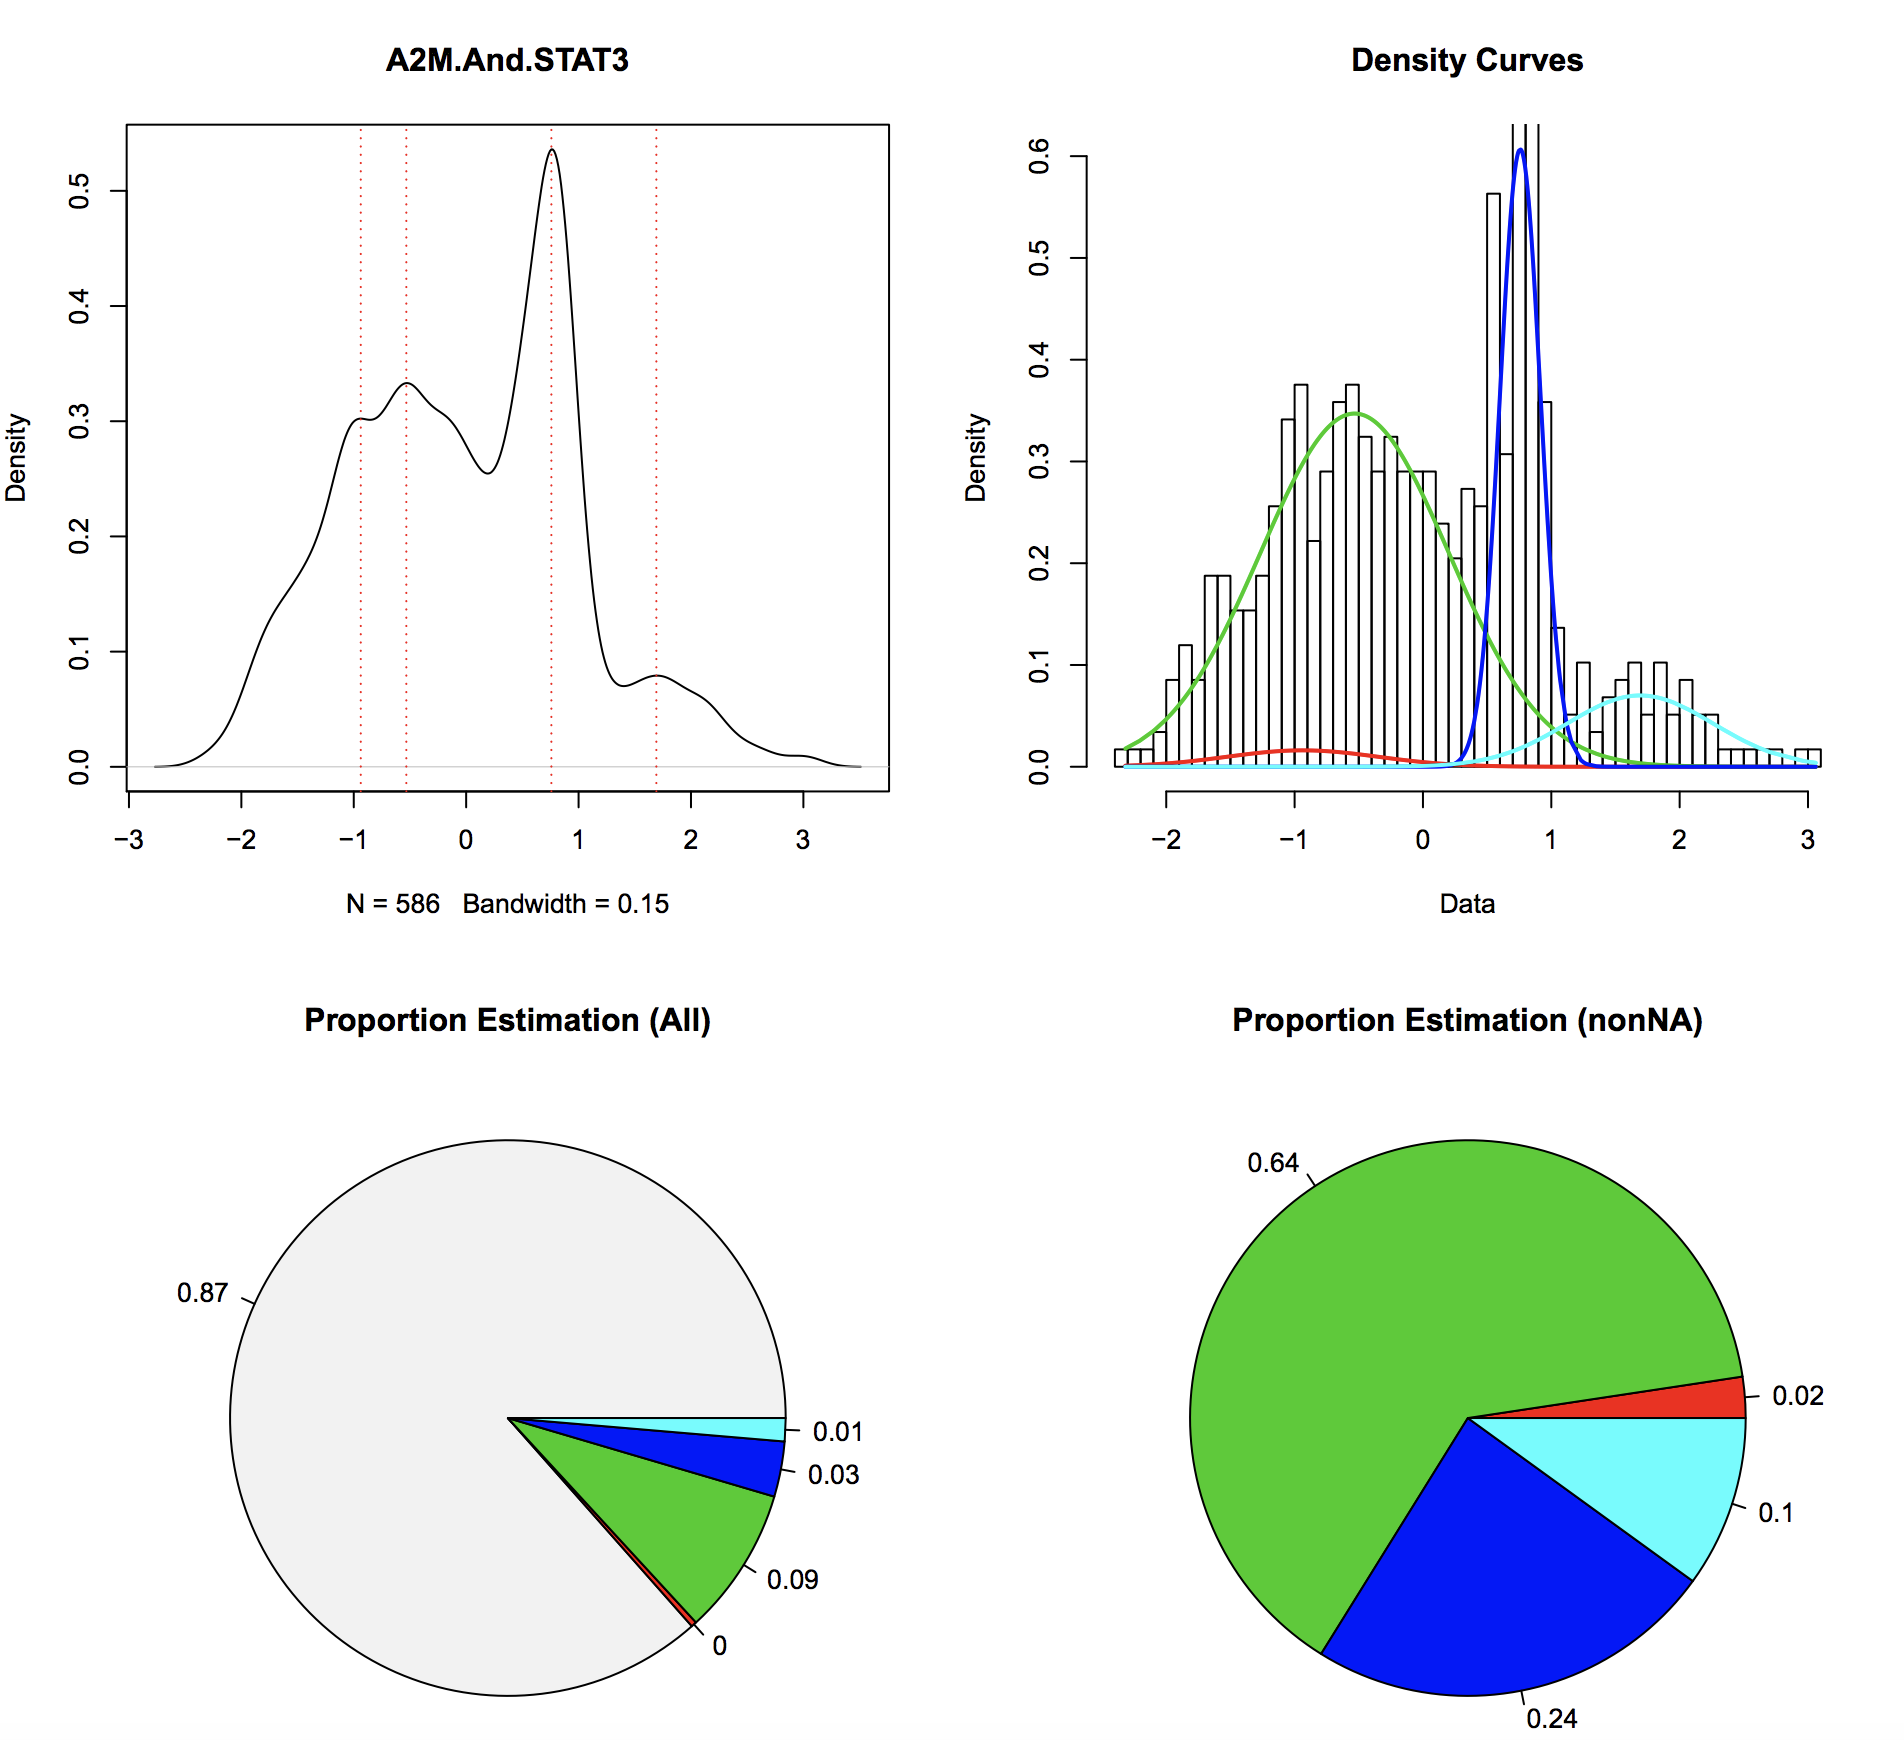 A2M.And.STAT3
Density
0.0 0.1 0.2 0.3 0.4 0.5
−3 −2 −1 0 1 2 3
N = 586 Bandwidth = 0.15
Density Curves
Density
0.0 0.1 0.2 0.3 0.4 0.5 0.6
−2 −1 0 1 2 3
Data
Proportion Estimation (All)
0.87
0.01
0.03
0.09
0
Proportion Estimation (nonNA)
0.64
0.02
0.1
0.24